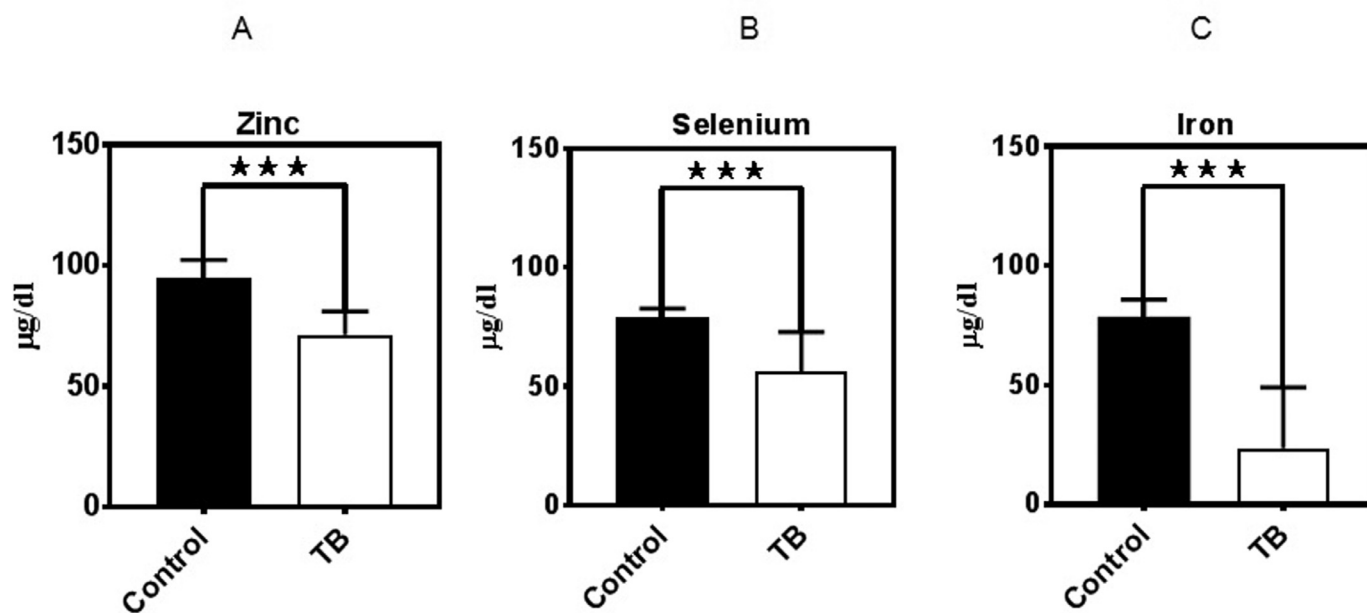 A
B
C
Zinc
150
★★★
100
50
0
µg/dl
Control
TB
Selenium
150
★★★
100
50
0
µg/dl
Control
TB
Iron
150
★★★
100
50
0
µg/dl
Control
TB